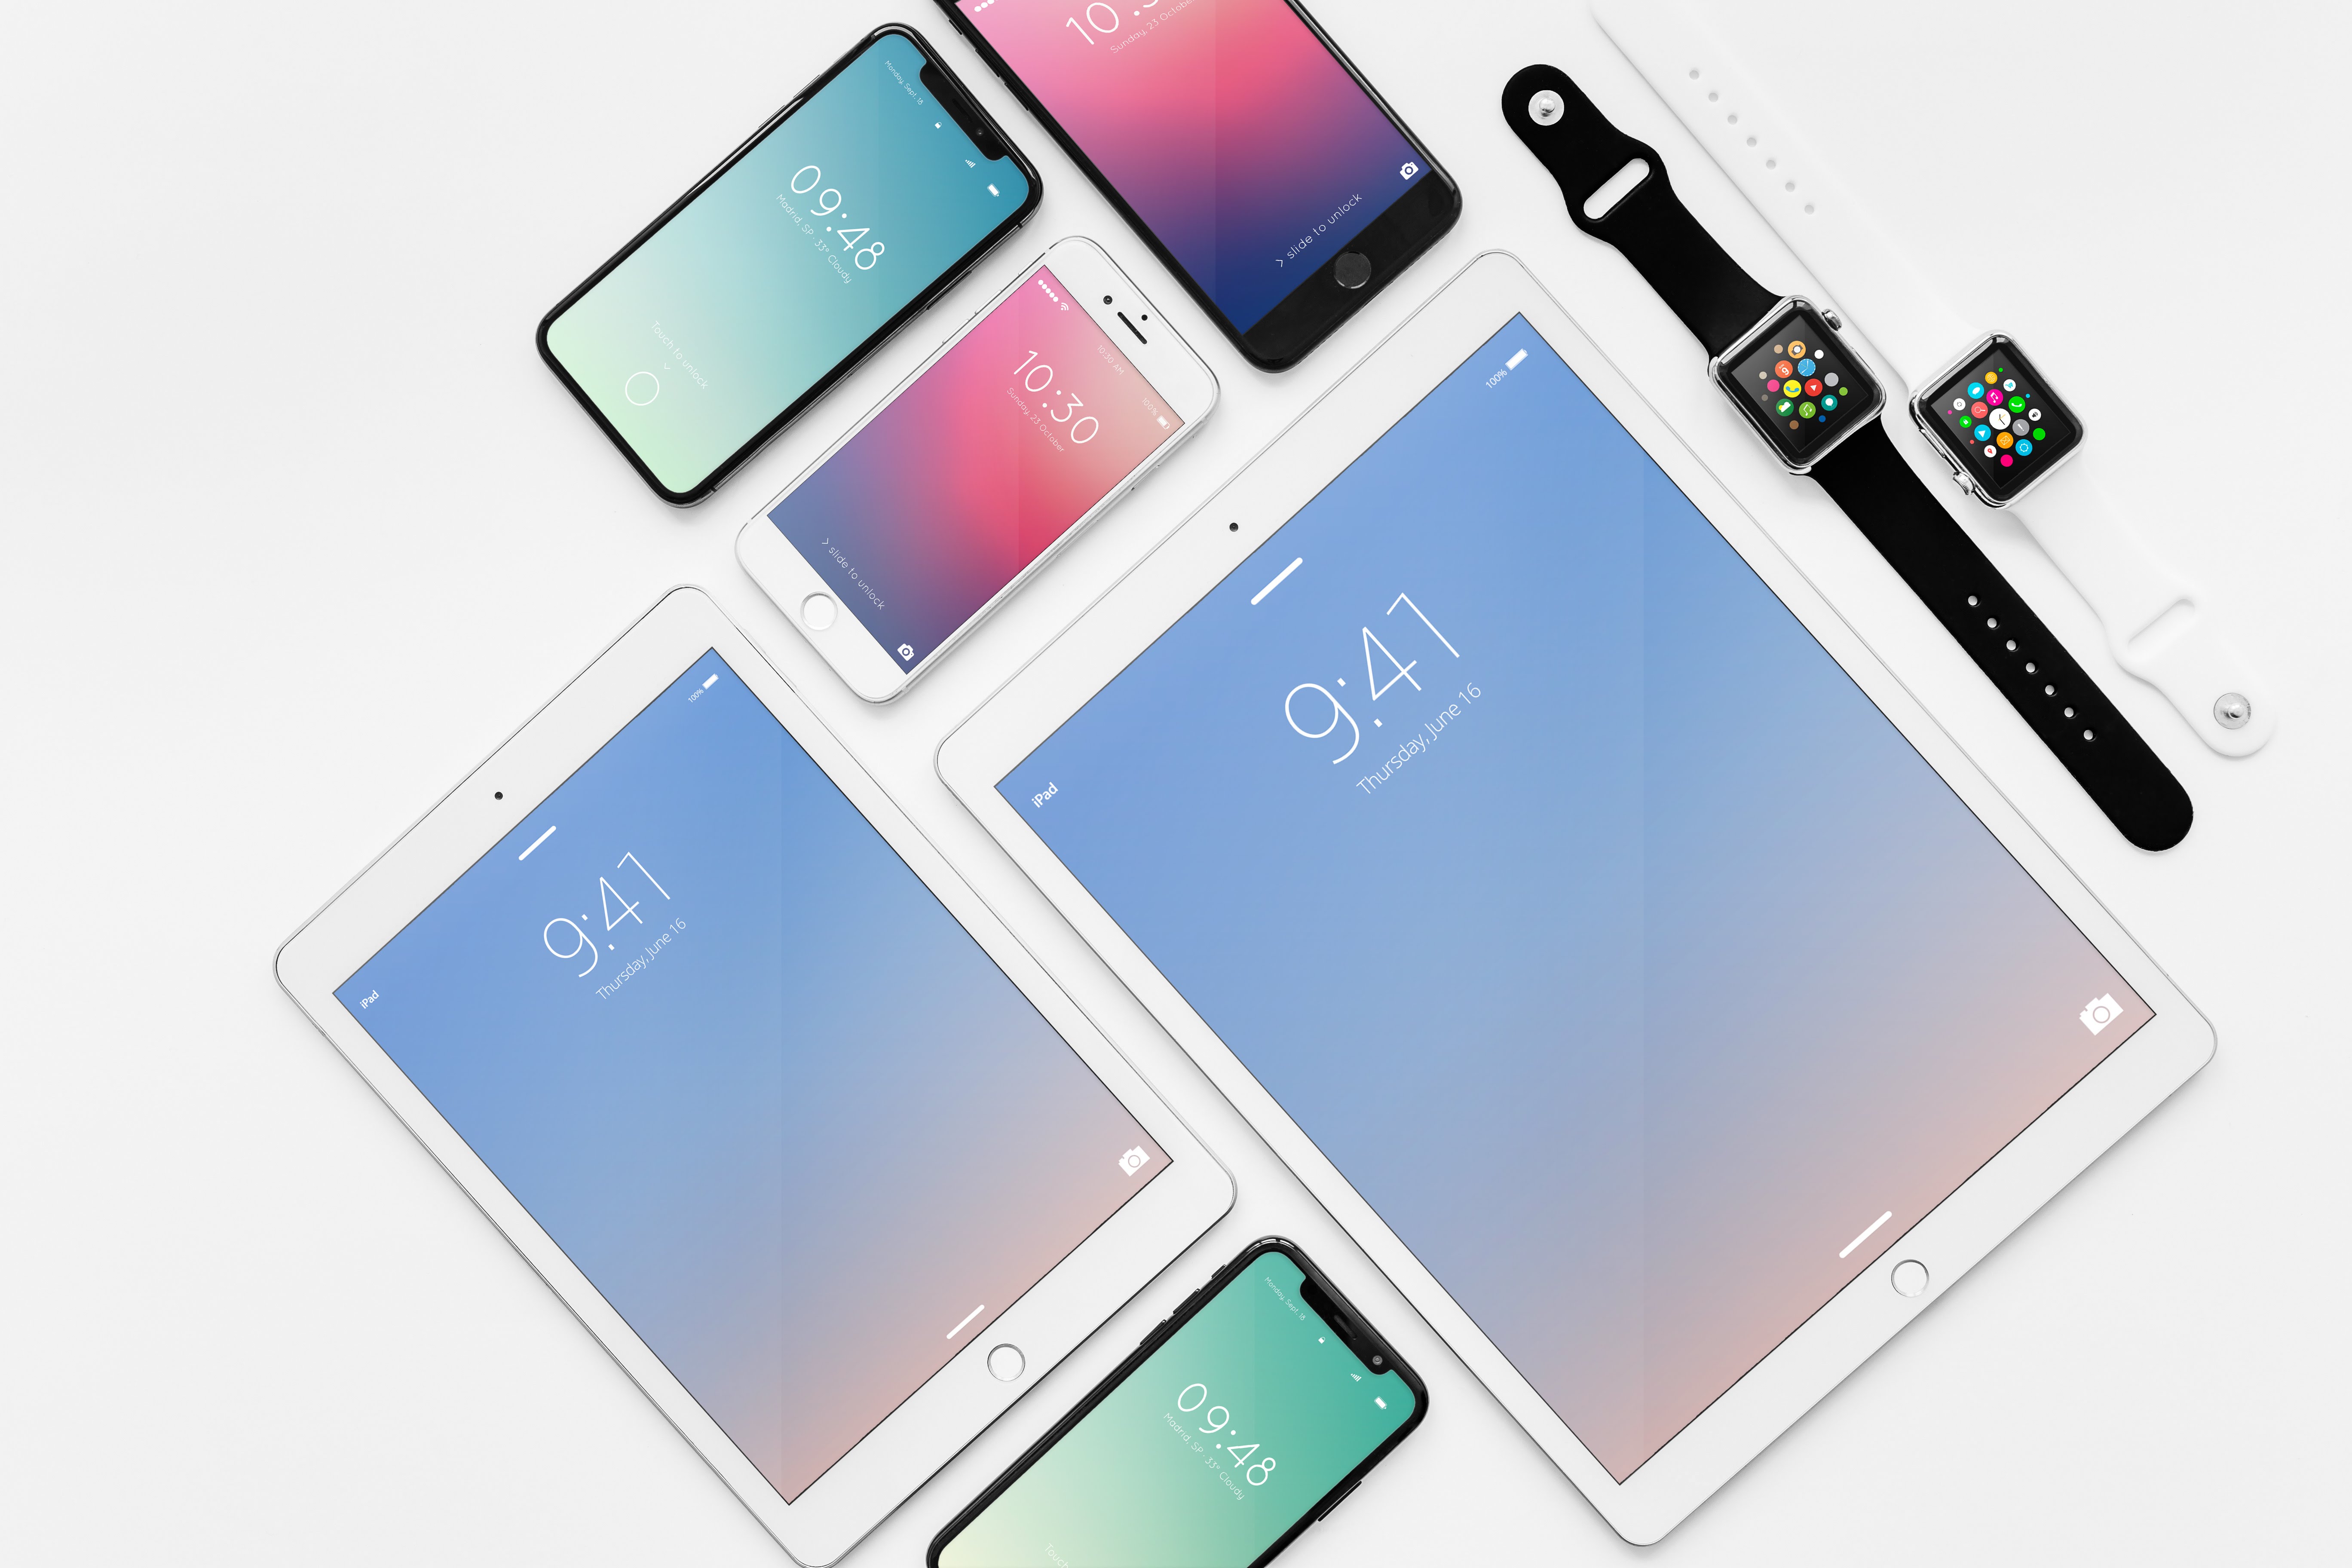 Monday, Sept. 18
09:48
Madrid, SP . 33° Cloudy
Touch to unlock
Sunday, 23 October
> slide to unlock
10:30 AM
100%
10:30
Sunday, 23 October
> slide to unlock
100%
iPad
9:41
Thursday, June 16
100%
iPad
9:41
Thursday, June 16
Monday, Sept. 18
09:48
Madrid, SP . 33° Cloudy
Touch